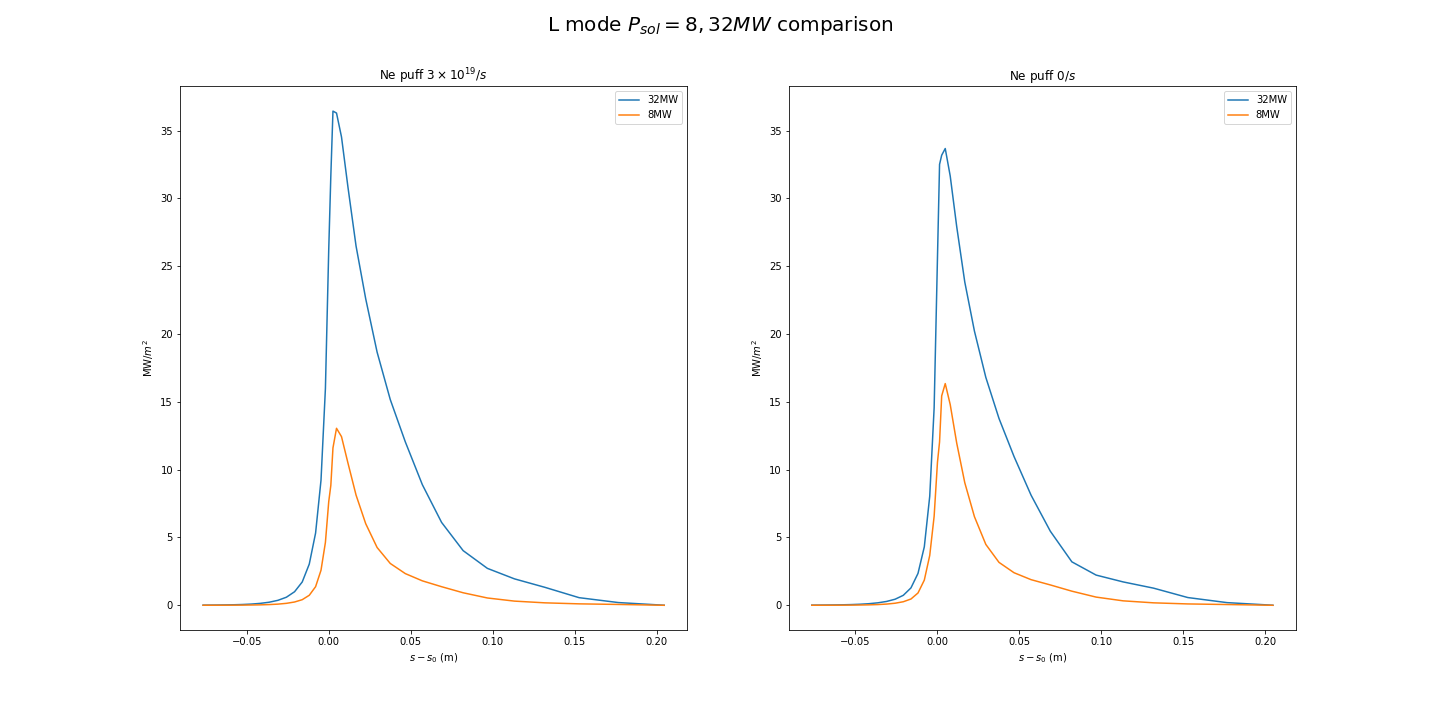 L mode $P_{sol} = 8, 32MW$ comparison
Ne puff $3 × 10^{19}/s$
32MW
8MW
35
30
25
20
15
10
5
0
MW/$m^2$
−0.05
0.00
0.05
0.10
0.15
0.20
$s − s_0$ (m)
Ne puff 0/$s$
32MW
8MW
35
30
25
20
15
10
5
0
MW/$m^2$
−0.05
0.00
0.05
0.10
0.15
0.20
$s − s_0$ (m)